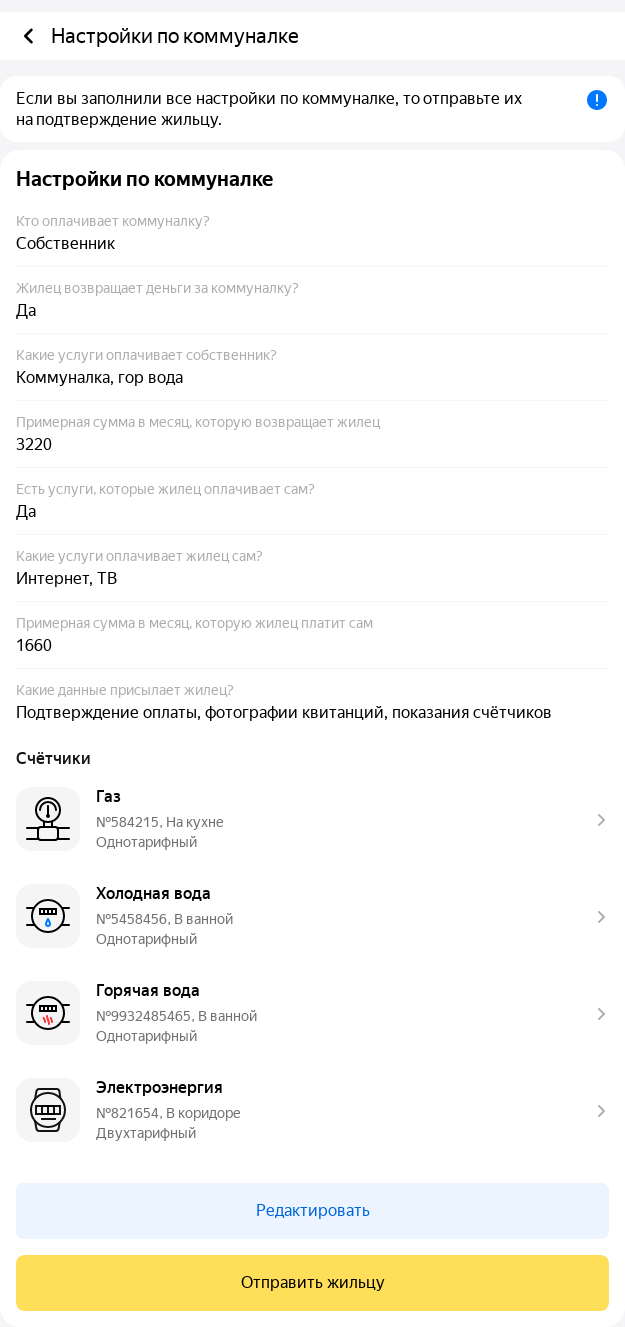 Настройки по коммуналке
Если вы заполнили все настройки по коммуналке, то отправьте их
на подтверждение жильцу.
Настройки по коммуналке
Кто оплачивает коммуналку?
Собственник
Жилец возвращает деньги за коммуналку?
Да
Какие услуги оплачивает собственник?
Коммуналка, гор вода
Примерная сумма в месяц, которую возвращает жилец
3220
Есть услуги, которые жилец оплачивает сам?
Да
Какие услуги оплачивает жилец сам?
Интернет, ТВ
Примерная сумма в месяц, которую жилец платит сам
1660
Какие данные присылает жилец?
Подтверждение оплаты, фотографии квитанций, показания счётчиков
Счётчики
Газ
№584215, На кухне
Однотарифный
Холодная вода
№5458456, В ванной
Однотарифный
Горячая вода
№9932485465, В ванной
Однотарифный
Электроэнергия
№821654, В коридоре
Двухтарифный
Редактировать
Отправить жильцу